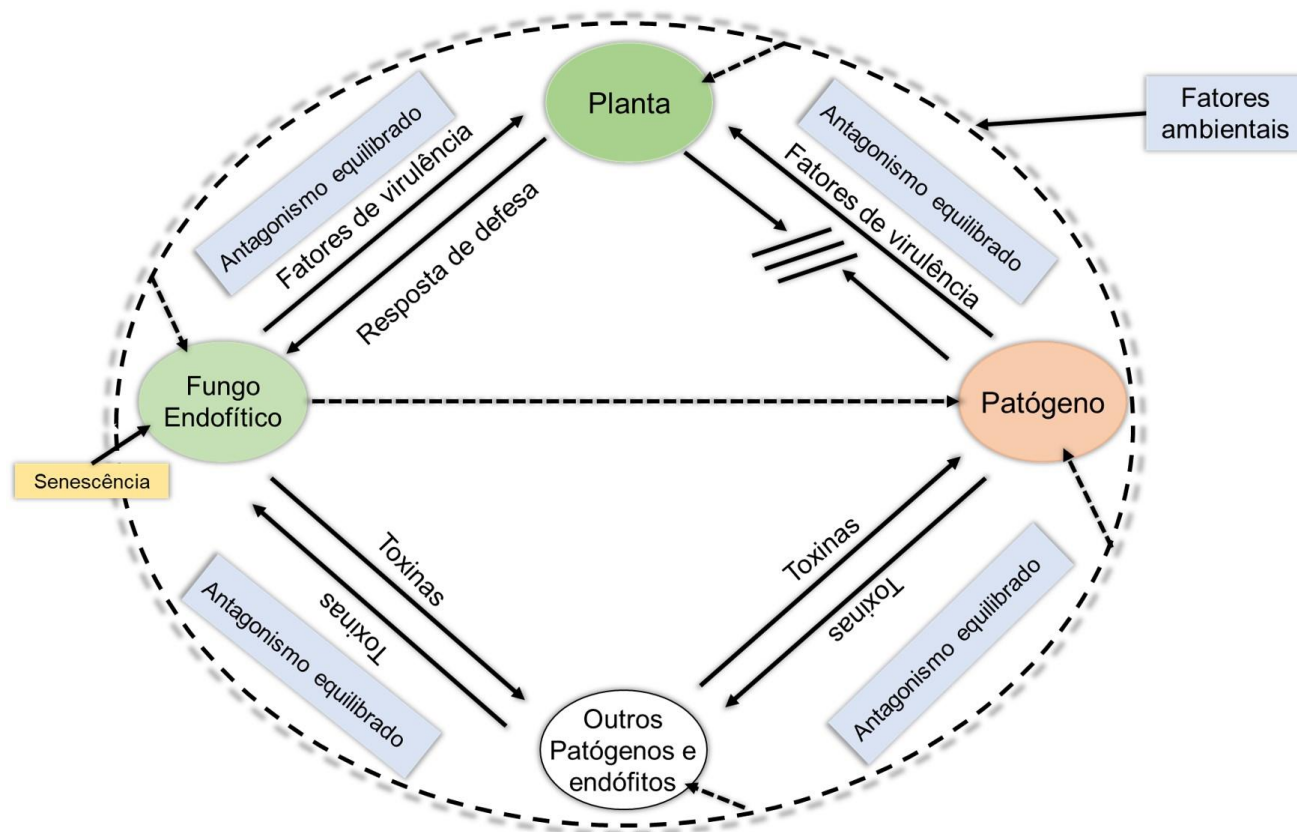 Planta
Fatores
ambientais
Antagonismo equilibrado
Fatores de virulência
Resposta de defesa
Antagonismo equilibrado
Fatores de virulência
Fungo
Endofítico
Patógeno
Senescência
Toxinas
Toxinas
Antagonismo equilibrado
Toxinas
Toxinas
Antagonismo equilibrado
Outros
Patógenos e
endófitos